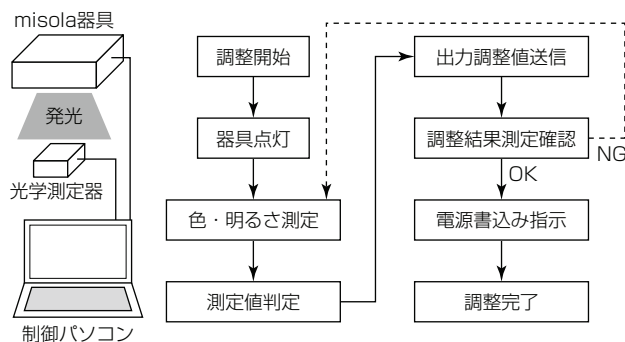 misola器具
発光
光学測定器
制御パソコン
調整開始
器具点灯
色・明るさ測定
測定値判定
出力調整値送信
調整結果測定確認
NG
OK
電源書込み指示
調整完了